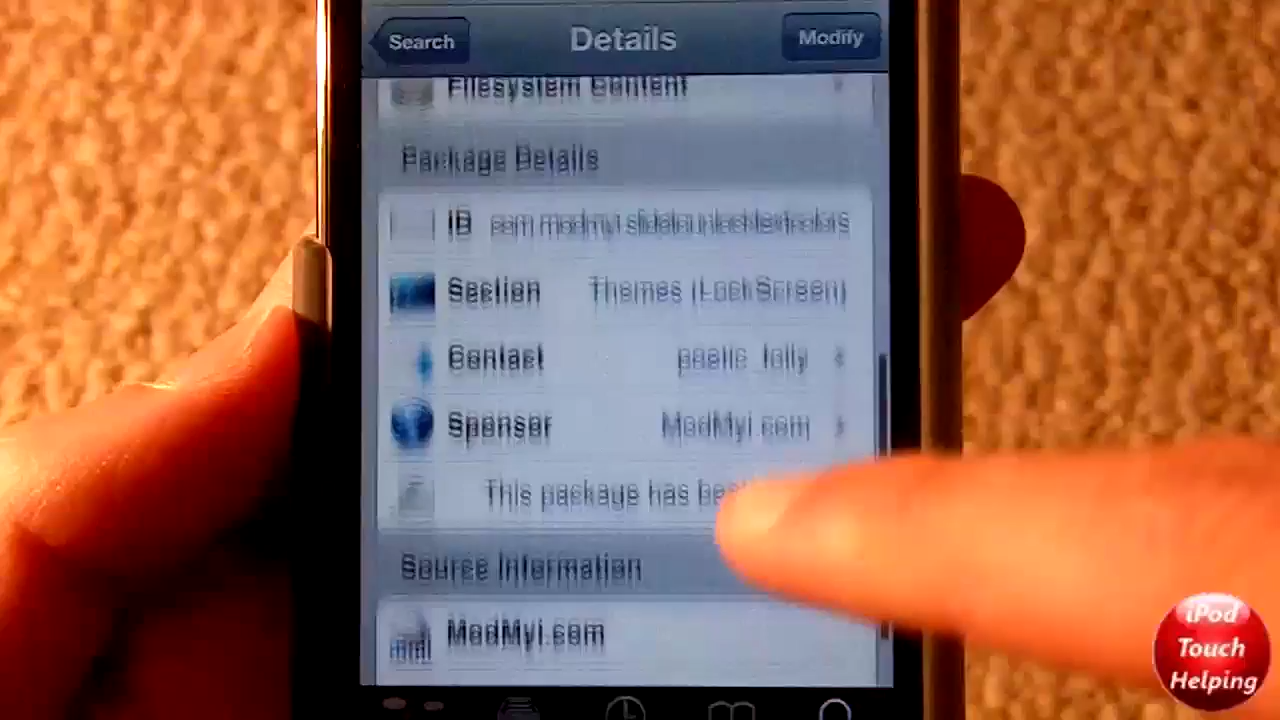 Search
Details
Modify
Filesystem Content
Package Details
ID
Section
Themes (LockScreen)
Contact
Sponsor
ModMyi.com
This package has
Source Information
ModMyi.com
iPod
Touch
Helping